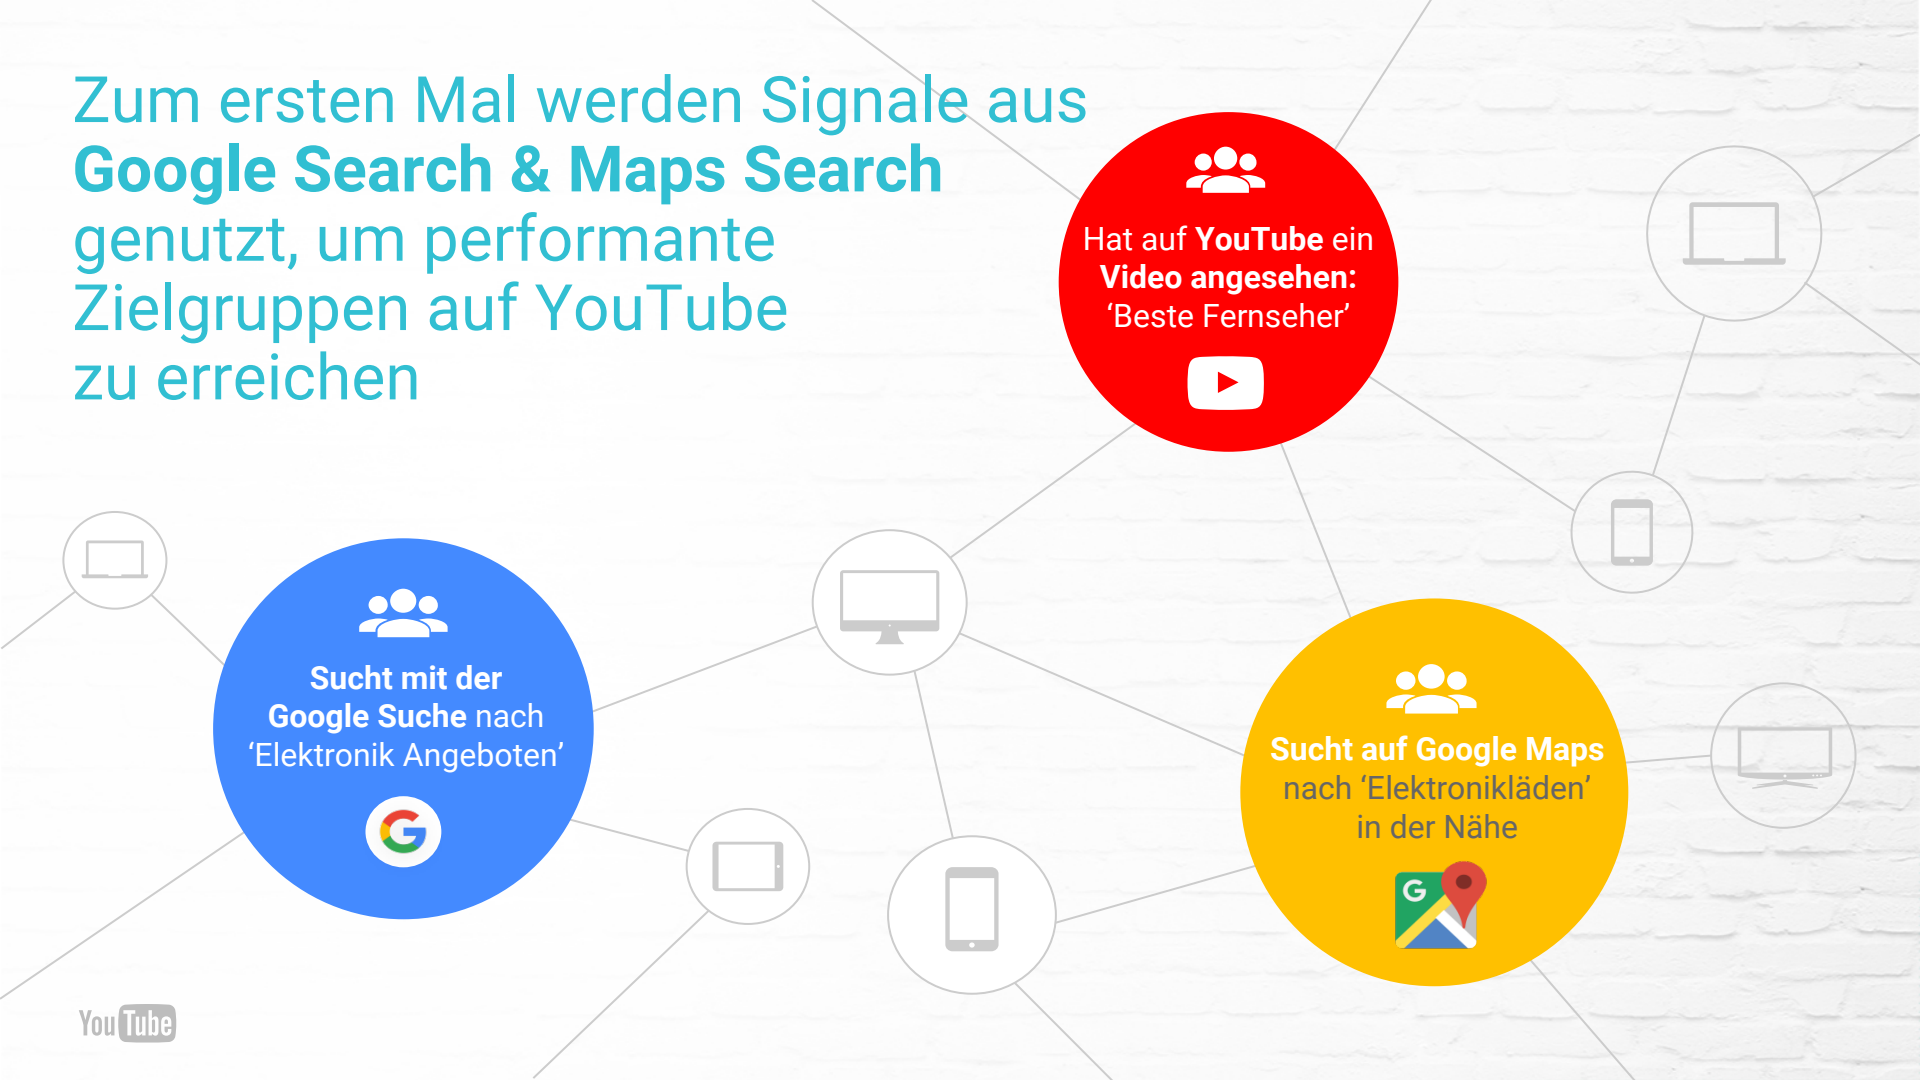 Zum ersten Mal werden Signale aus
Google Search & Maps Search
genutzt, um performante
Zielgruppen auf YouTube
zu erreichen
Hat auf YouTube ein
Video angesehen:
‘Beste Fernseher’
Sucht mit der
Google Suche nach
‘Elektronik Angeboten’
G
Sucht auf Google Maps
nach ‘Elektronikläden’
in der Nähe
G
YouTube